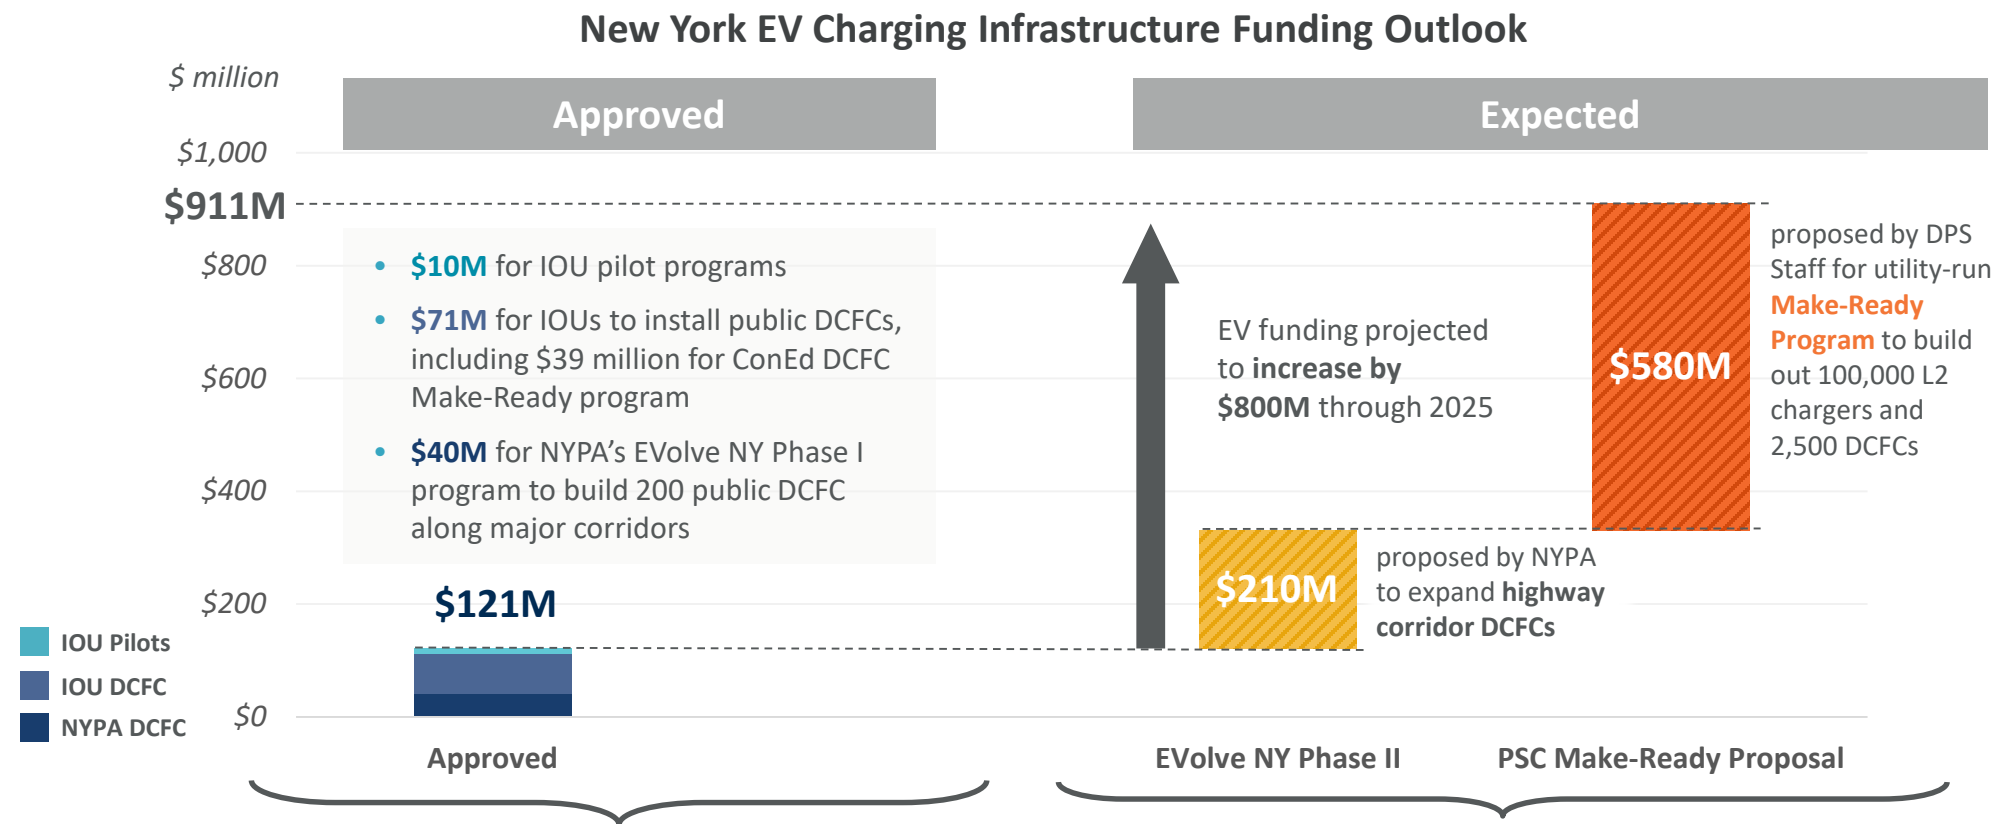 New York EV Charging Infrastructure Funding Outlook
$ million
Approved
Expected
$1,000
$911M
$800
$600
$400
$200
$0
• $10M for IOU pilot programs
• $71M for IOUs to install public DCFCs,
including $39 million for ConEd DCFC
Make-Ready program
• $40M for NYPA’s EVolve NY Phase I
program to build 200 public DCFC
along major corridors
$121M
EV funding projected
to increase by
$800M through 2025
$580M
proposed by DPS
Staff for utility-run
Make-Ready
Program to build
out 100,000 L2
chargers and
2,500 DCFCs
$210M
proposed by NYPA
to expand highway
corridor DCFCs
IOU Pilots
IOU DCFC
NYPA DCFC
Approved
EVolve NY Phase II
PSC Make-Ready Proposal